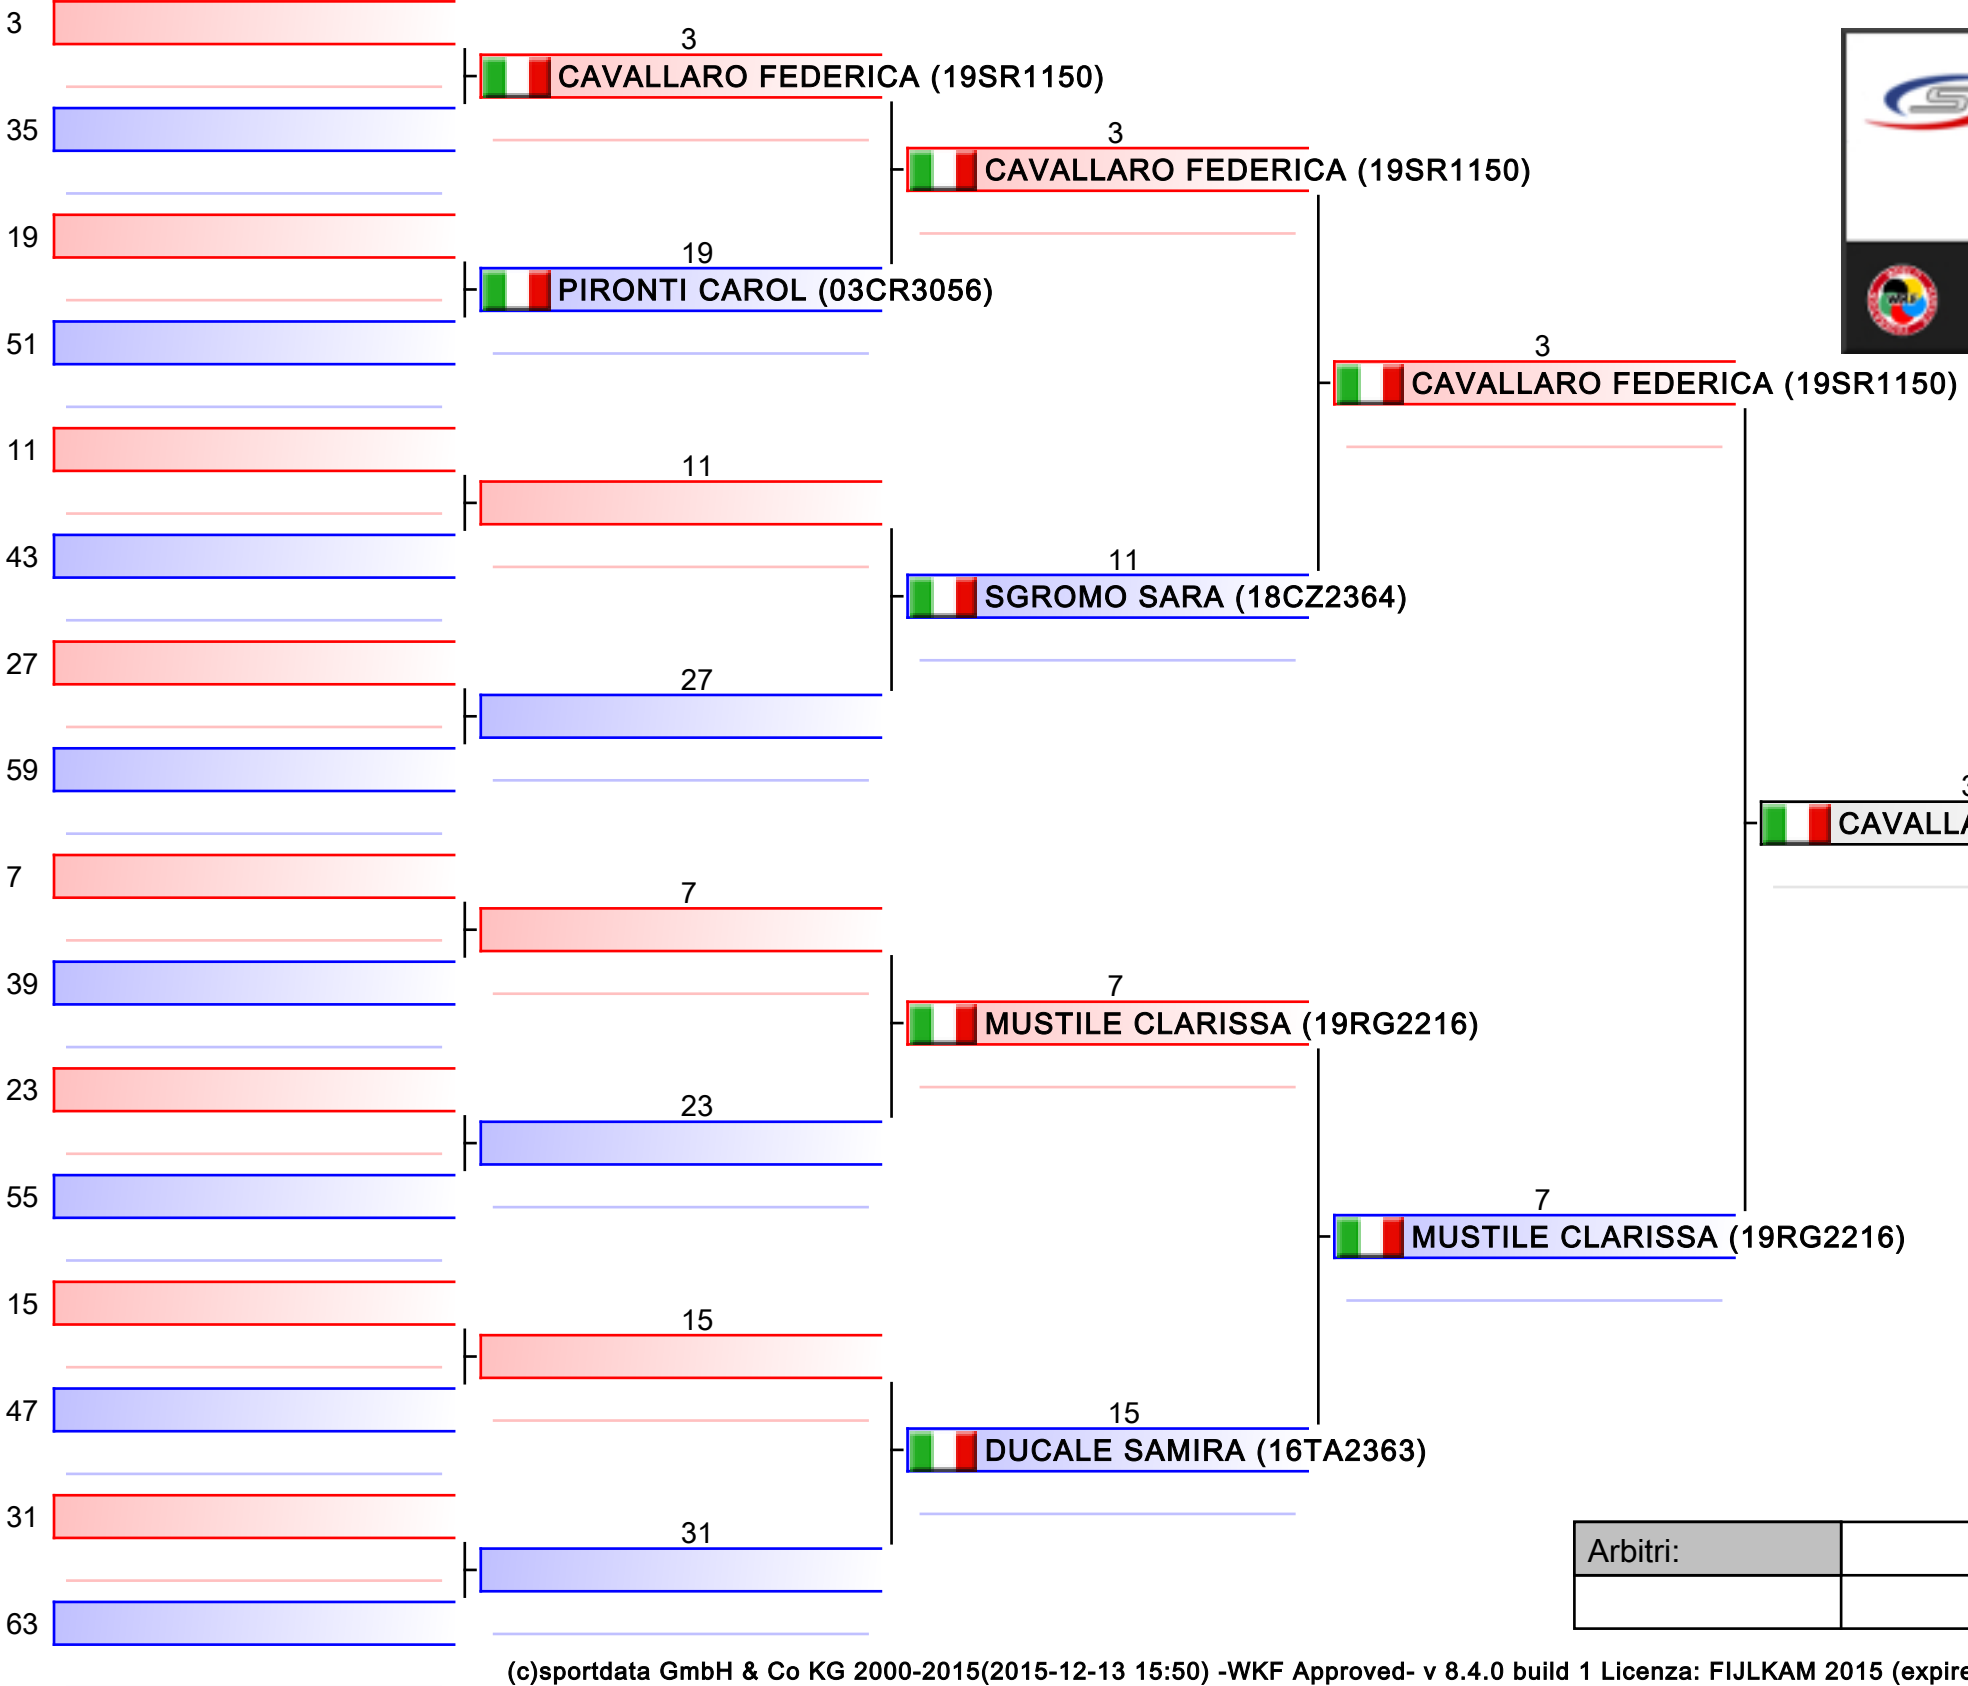 3
3
CAVALLARO FEDERICA (19SR1150)
35
3
CAVALLARO FEDERICA (19SR1150)
19
19
PIRONTI CAROL (03CR3056)
51
3
CAVALLARO FEDERICA (19SR1150)
11
11
43
11
SGROMO SARA (18CZ2364)
27
27
59
3
CAVALLA
7
7
39
7
MUSTILE CLARISSA (19RG2216)
23
23
55
7
MUSTILE CLARISSA (19RG2216)
15
15
47
15
DUCALE SAMIRA (16TA2363)
31
31
Arbitri:
63
(c)sportdata GmbH & Co KG 2000-2015(2015-12-13 15:50) -WKF Approved- v 8.4.0 build 1 Licenza: FIJLKAM 2015 (expire